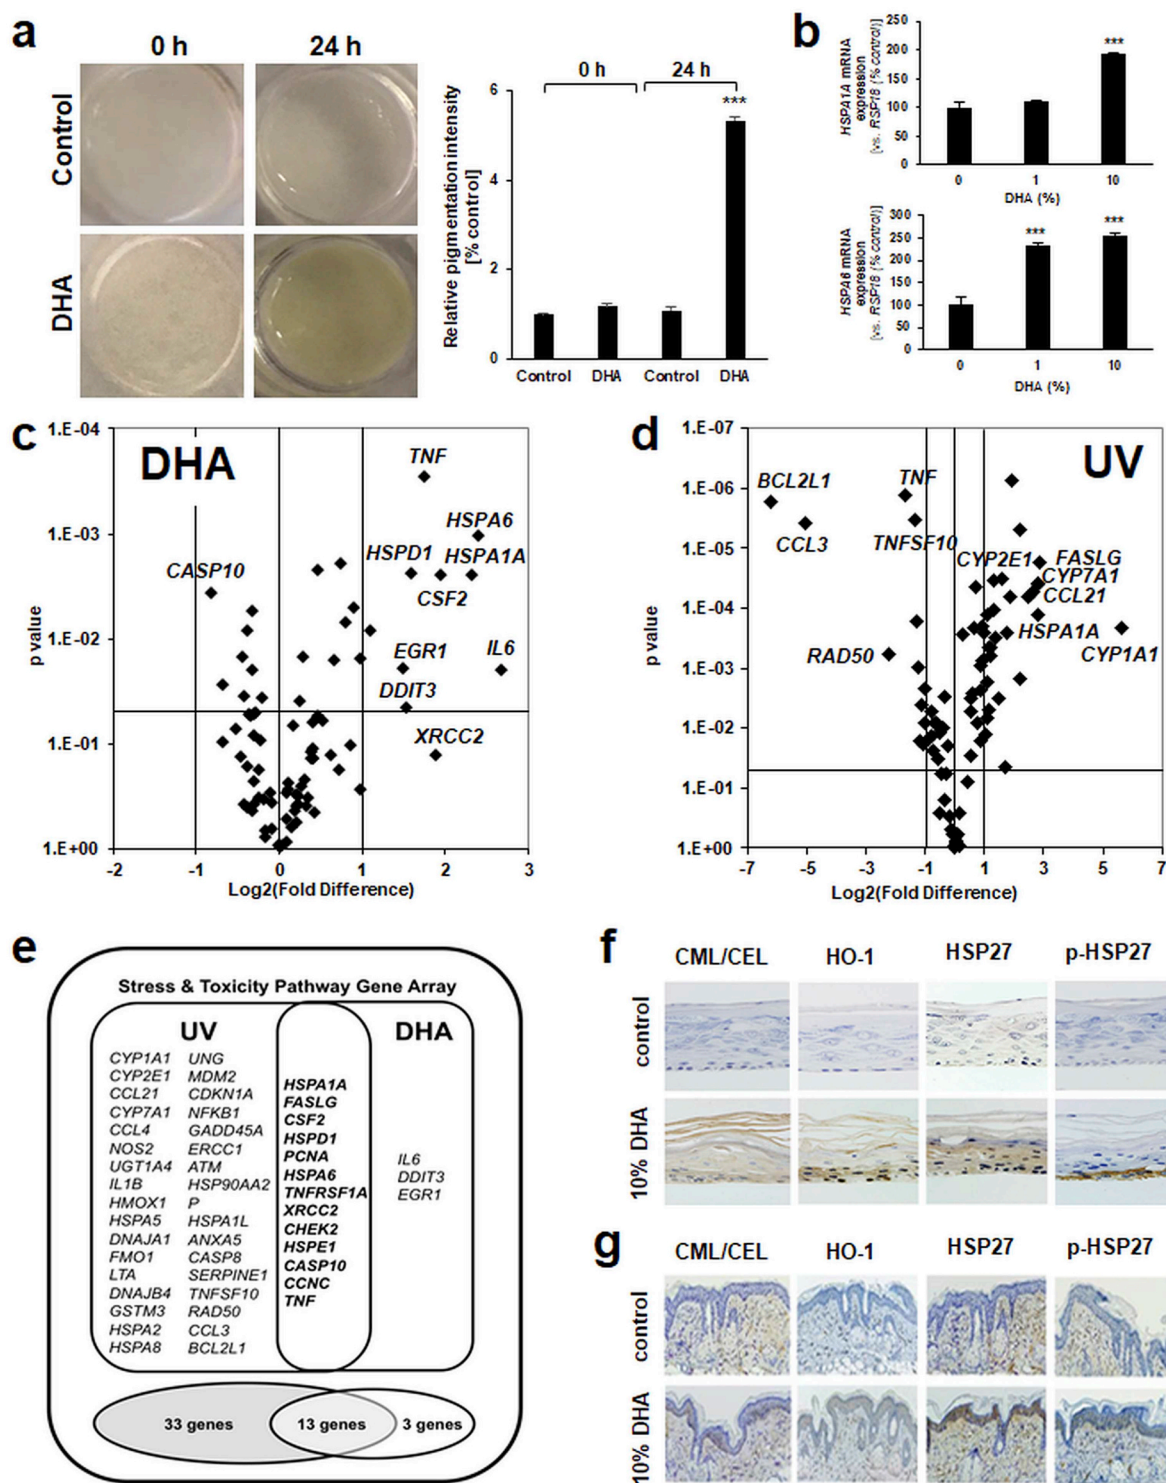 a
0 h
24 h
Control
DHA
Relative pigmentation intensity
[% control]
6
4
2
0
0 h
24 h
***
Control
DHA
Control
DHA
b
HSPA1A mRNA
expression
[vs. RSP18 (% control)]
250
200
150
100
50
0
***
0
1
10
DHA (%)
HSPA6 mRNA
expression
[vs. RSP18 (% control)]
300
250
200
150
100
50
0
***
***
0
1
10
DHA (%)
c
DHA
p value
1.E-04
1.E-03
1.E-02
1.E-01
1.E+00
TNF
HSPA6
HSPD1
HSPA1A
CASP10
CSF2
EGR1
IL6
DDIT3
XRCC2
-2
-1
0
1
2
3
Log2(Fold Difference)
d
UV
p value
1.E-07
1.E-06
1.E-05
1.E-04
1.E-03
1.E-02
1.E-01
1.E+00
BCL2L1
TNF
CCL3
TNFSF10
CYP2E1
FASLG
CYP7A1
CCL21
HSPA1A
RAD50
CYP1A1
-7
-5
-3
-1
1
3
5
7
Log2(Fold Difference)
e
Stress & Toxicity Pathway Gene Array
UV
DHA
CYP1A1 UNG
CYP2E1 MDM2
CCL21 CDKN1A
CYP7A1 NFKB1
CCL4 GADD45A
NOS2 ERCC1
UGT1A4 ATM
IL1B HSP90AA2
HMOX1 P
HSPA5 HSPA1L
DNAJA1 ANXA5
FMO1 CASP8
LTA SERPINE1
DNAJB4 TNFSF10
GSTM3 RAD50
HSPA2 CCL3
HSPA8 BCL2L1
HSPA1A
FASLG
CSF2
HSPD1
PCNA
HSPA6
TNFRSF1A
XRCC2
CHEK2
HSPE1
CASP10
CCNC
TNF
IL6
DDIT3
EGR1
33 genes
13 genes
3 genes
f
CML/CEL
HO-1
HSP27
p-HSP27
control
10% DHA
g
CML/CEL
HO-1
HSP27
p-HSP27
control
10% DHA